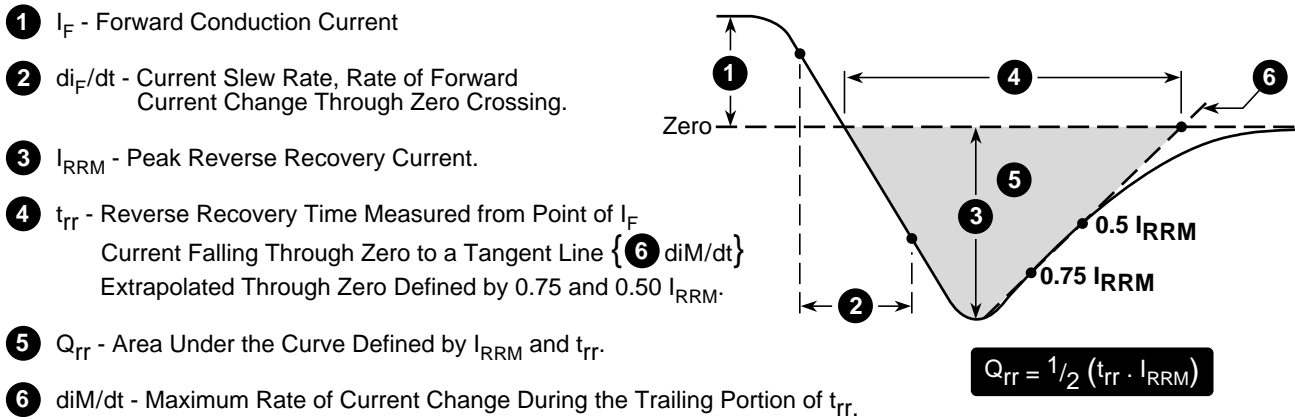 1 I_F - Forward Conduction Current
2 di_F/dt - Current Slew Rate, Rate of Forward
Current Change Through Zero Crossing.
3 I_RRM - Peak Reverse Recovery Current.
4 t_rr - Reverse Recovery Time Measured from Point of I_F
Current Falling Through Zero to a Tangent Line {6 diM/dt}
Extrapolated Through Zero Defined by 0.75 and 0.50 I_RRM.
5 Q_rr - Area Under the Curve Defined by I_RRM and t_rr.
6 diM/dt - Maximum Rate of Current Change During the Trailing Portion of t_rr.
1
4
6
Zero
5
3
0.5 I_RRM
0.75 I_RRM
2
Q_rr = 1/2 (t_rr . I_RRM)